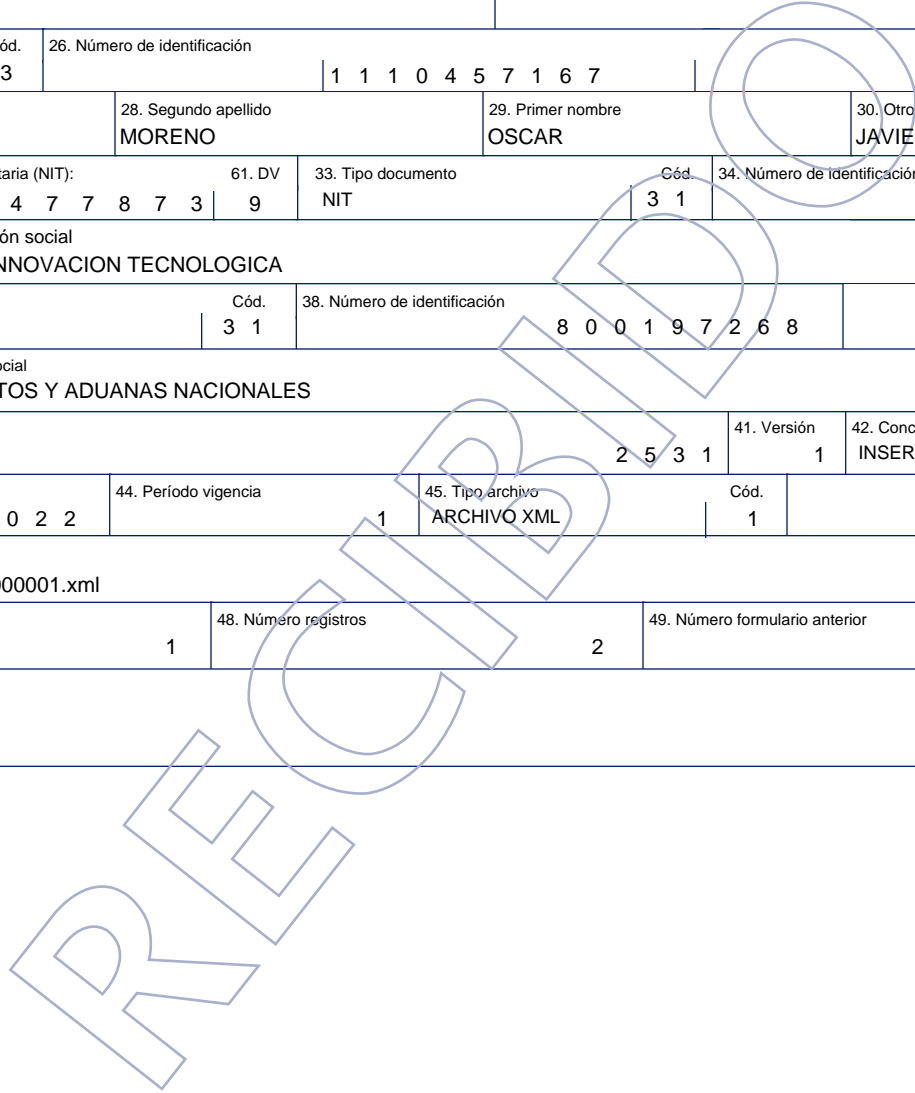 ód. 26. Número de identificación
3 1 1 1 0 4 5 7 1 6 7
28. Segundo apellido 29. Primer nombre 30. Otro
MORENO OSCAR JAVIE
taria (NIT): 61. DV 33. Tipo documento Cód. 34. Número de identificación
4 7 7 8 7 3 9 NIT 3 1
ón social
NNOVACION TECNOLOGICA
Cód. 38. Número de identificación
3 1 8 0 0 1 9 7 2 6 8
ocial
TOS Y ADUANAS NACIONALES
41. Versión 42. Conc
2 5 3 1 1 INSER
44. Período vigencia 45. Tipo archivo Cód.
0 2 2 1 ARCHIVO XML 1
000001.xml
48. Número registros 49. Número formulario anterior
1 2
RECIBIDO